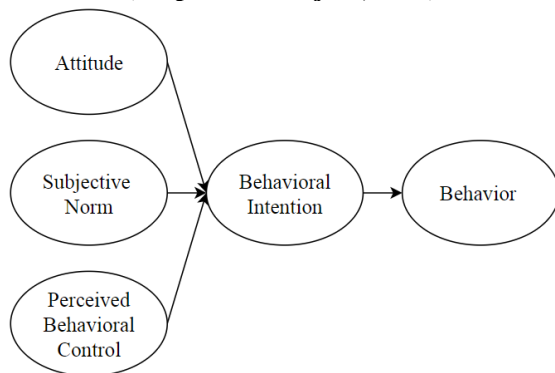 Attitude
Subjective
Norm
Behavioral
Intention
Behavior
Perceived
Behavioral
Control